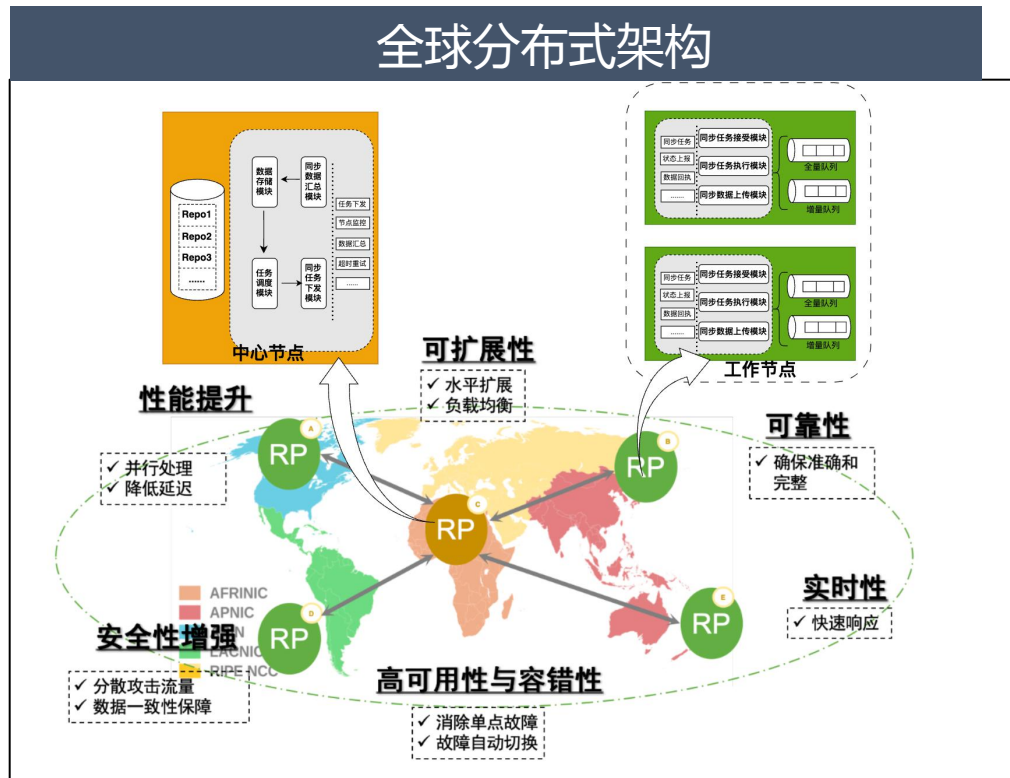 全球分布式架构
Repo1
Repo2
Repo3
......
数据
存储
模块
同步
数据
汇总
模块
任务
调度
模块
同步
任务
下发
模块
任务下发
节点监控
数据汇总
超时重试
......
中心节点
同步任务
状态上报
数据回执
......
同步任务接受模块
同步任务执行模块
同步数据上传模块
全量队列
增量队列
同步任务
状态上报
数据回执
......
同步任务接受模块
同步任务执行模块
同步数据上传模块
全量队列
增量队列
工作节点
可扩展性
✓ 水平扩展
✓ 负载均衡
性能提升
✓ 并行处理
✓ 降低延迟
可靠性
✓ 确保准确和
完整
实时性
✓ 快速响应
RP
A
RP
B
RP
C
RP
D
RP
E
AFRINIC
APNIC
LACNIC
RIPE NCC
安全性增强
✓ 分散攻击流量
✓ 数据一致性保障
高可用性与容错性
✓ 消除单点故障
✓ 故障自动切换